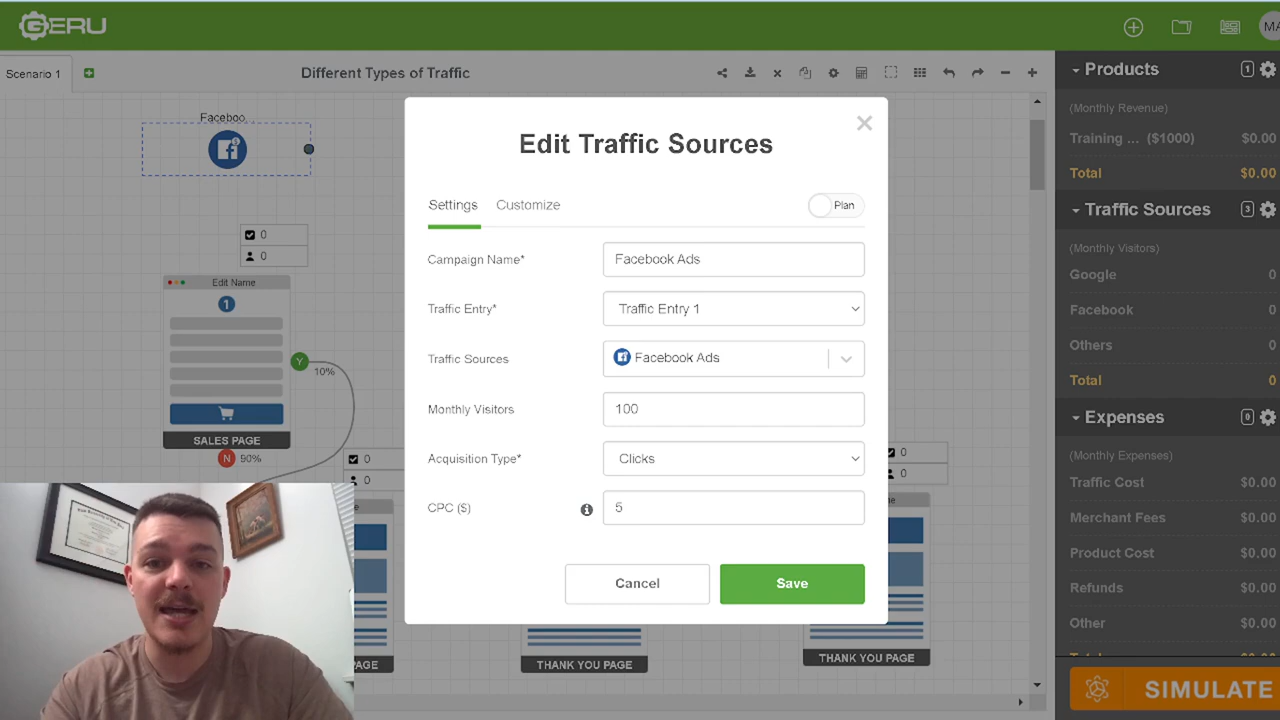 GERU
MA
Scenario 1
Different Types of Traffic
Faceboo...
0
0
Edit Name
1
Y
10%
SALES PAGE
N 90%
0
0
PAGE
THANK YOU PAGE
0
0
THANK YOU PAGE
Edit Traffic Sources
Settings
Customize
Plan
Campaign Name*
Facebook Ads
Traffic Entry*
Traffic Entry 1
Traffic Sources
Facebook Ads
Monthly Visitors
100
Acquisition Type*
Clicks
CPC ($)
5
Cancel
Save
Products
1
(Monthly Revenue)
Training ... ($1000) $0.00
Total $0.00
Traffic Sources
3
(Monthly Visitors)
Google 0
Facebook 0
Others 0
Total 0
Expenses
0
(Monthly Expenses)
Traffic Cost $0.00
Merchant Fees $0.00
Product Cost $0.00
Refunds $0.00
Other $0.00
SIMULATE